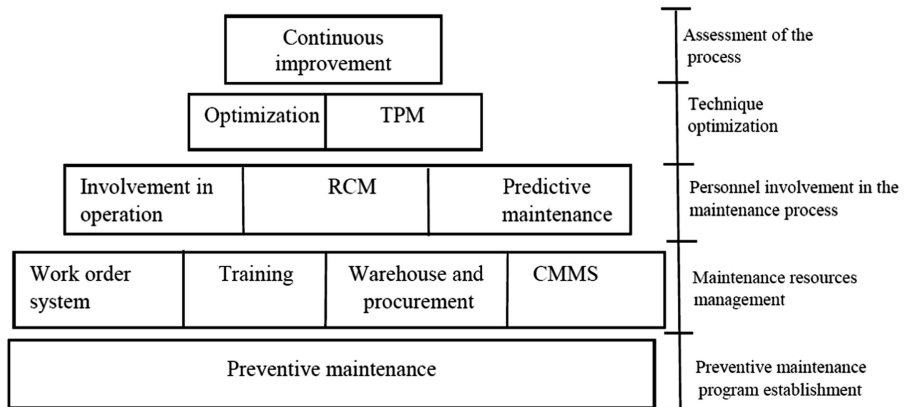 Continuous
improvement
Assessment of the
process
Optimization
TPM
Technique
optimization
Involvement in
operation
RCM
Predictive
maintenance
Personnel involvement in the
maintenance process
Work order
system
Training
Warehouse and
procurement
CMMS
Maintenance resources
management
Preventive maintenance
Preventive maintenance
program establishment